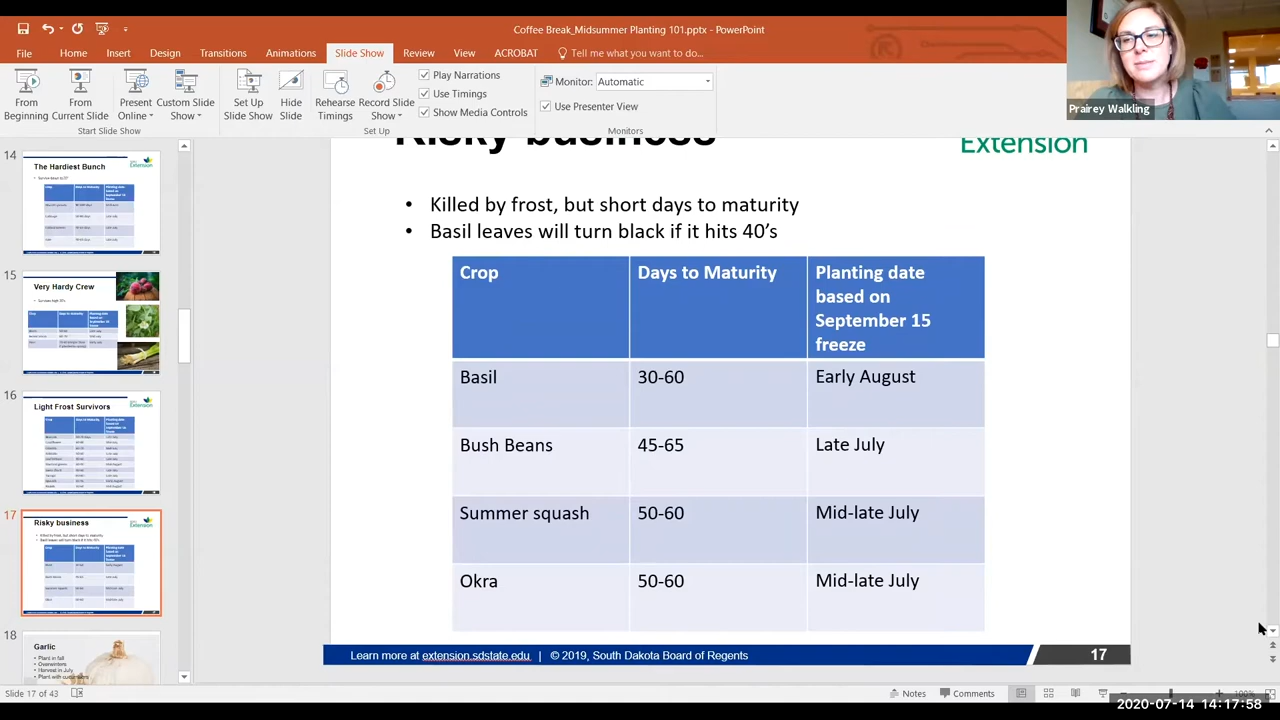 Coffee Break_Midsummer Planting 101.pptx - PowerPoint
File Home Insert Design Transitions Animations Slide Show Review View ACROBAT Tell me what you want to do...
From Beginning
From Current Slide
Present Online
Custom Slide Show
Start Slide Show
Set Up Slide Show
Hide Slide
Rehearse Timings
Record Slide Show
Play Narrations
Use Timings
Show Media Controls
Set Up
Monitor: Automatic
Use Presenter View
Monitors
Prairey Walkling
14
The Hardiest Bunch
15
Very Hardy Crew
16
Light Frost Survivors
17
Risky business
18
Garlic
• Plant in fall
• Overwinters
• Harvest in July
Risky business
Extension
• Killed by frost, but short days to maturity
• Basil leaves will turn black if it hits 40's
Crop Days to Maturity Planting date based on September 15 freeze
Basil 30-60 Early August
Bush Beans 45-65 Late July
Summer squash 50-60 Mid-late July
Okra 50-60 Mid-late July
Learn more at extension.sdstate.edu | © 2019, South Dakota Board of Regents 17
Slide 17 of 43
Notes Comments 100%
2020-07-14 14:17:58